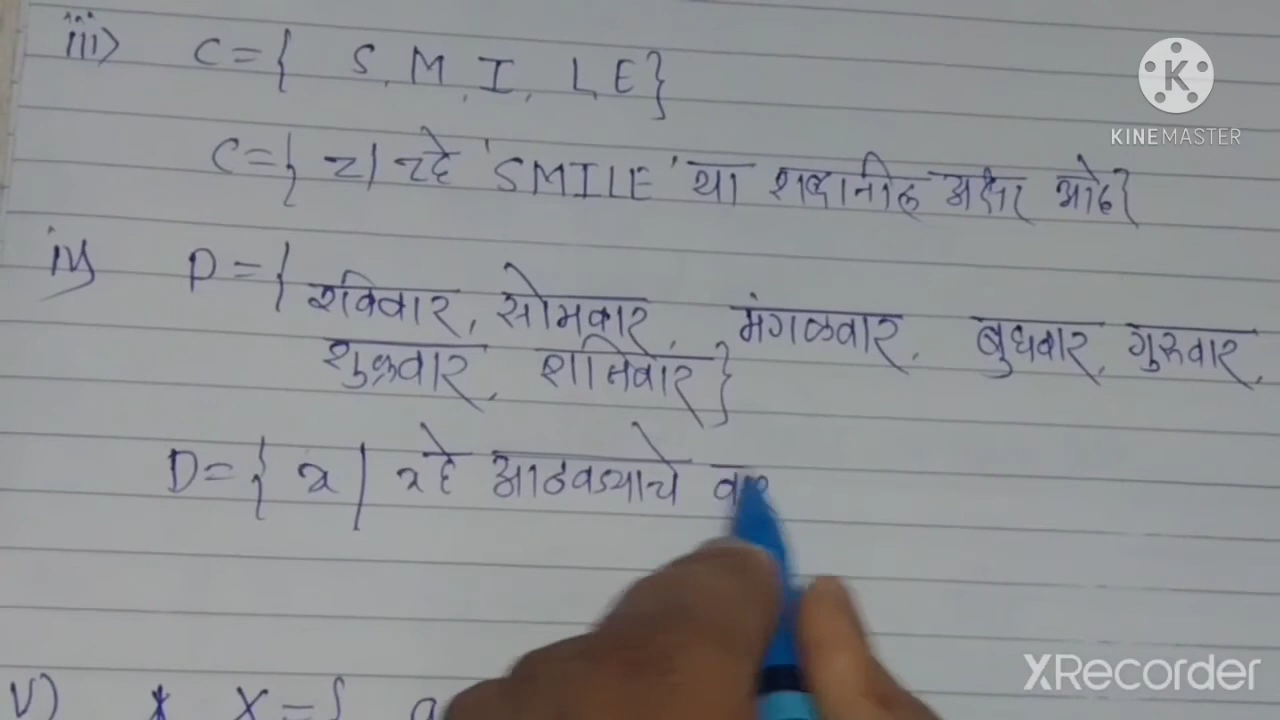 iii) C={ S, M, I, L, E}
KINEMASTER
C={ x| x हे 'SMILE' या शब्दातील अक्षर आहे}
iv) D={ रविवार, सोमवार, मंगळवार, बुधवार, गुरुवार,
शुक्रवार, शनिवार}
D={ x | x हे आठवड्याचे वार
XRecorder
v) * X={ a